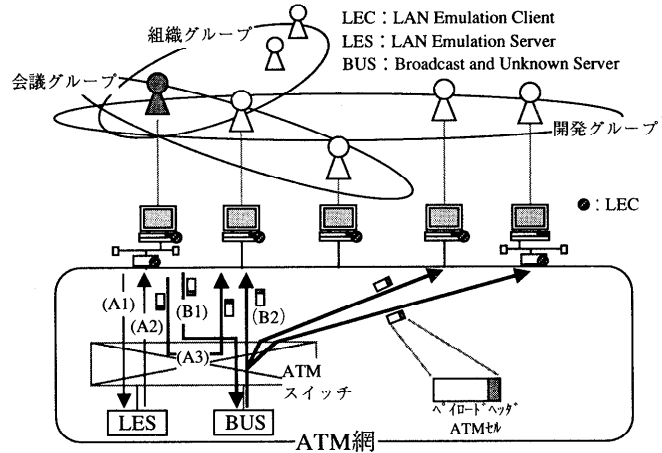 組織グループ
LEC：LAN Emulation Client
LES：LAN Emulation Server
BUS：Broadcast and Unknown Server
会議グループ
開発グループ
：LEC
(A1)
(A2)
(B1)
(B2)
(A3)
ATM
スイッチ
LES
BUS
ﾍﾟｲﾛｰﾄﾞ ﾍｯﾀﾞ
ATMｾﾙ
ATM網